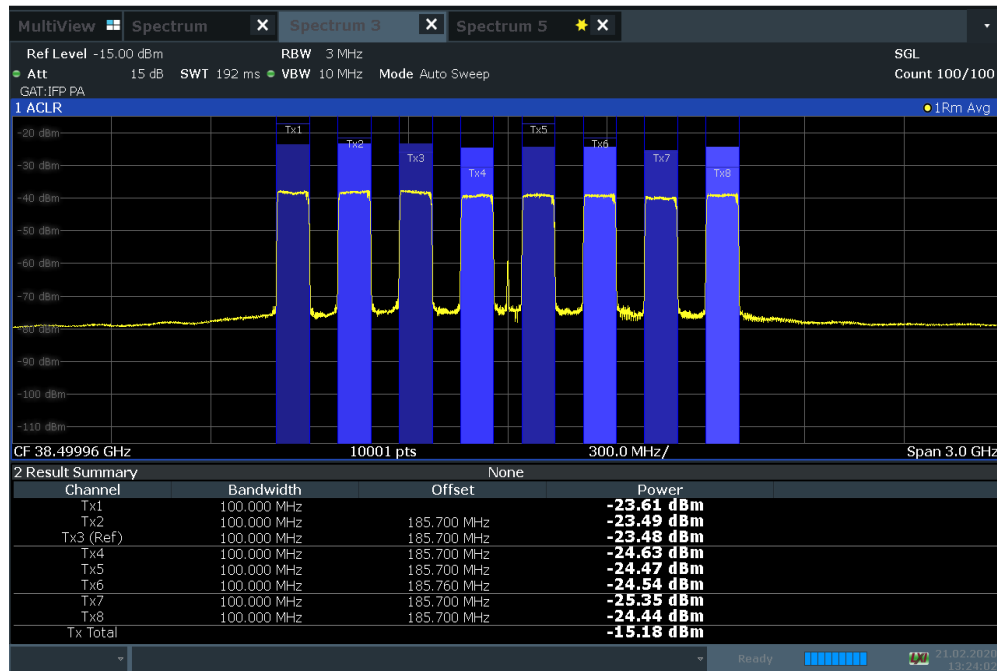 MultiView Spectrum X Spectrum 3 X Spectrum 5 X
Ref Level -15.00 dBm RBW 3 MHz SGL
Att 15 dB SWT 192 ms VBW 10 MHz Mode Auto Sweep Count 100/100
GAT:IFP PA
1 ACLR 1Rm Avg
Tx1 Tx5
-20 dBm
Tx2 Tx6
Tx3 Tx7
-30 dBm
Tx4 Tx8
-40 dBm
-50 dBm
-60 dBm
-70 dBm
-80 dBm
-90 dBm
-100 dBm
-110 dBm
CF 38.49996 GHz 10001 pts 300.0 MHz/ Span 3.0 GHz
2 Result Summary None
Channel Bandwidth Offset Power
Tx1 100.000 MHz -23.61 dBm
Tx2 100.000 MHz 185.700 MHz -23.49 dBm
Tx3 (Ref) 100.000 MHz 185.700 MHz -23.48 dBm
Tx4 100.000 MHz 185.700 MHz -24.63 dBm
Tx5 100.000 MHz 185.700 MHz -24.47 dBm
Tx6 100.000 MHz 185.760 MHz -24.54 dBm
Tx7 100.000 MHz 185.700 MHz -25.35 dBm
Tx8 100.000 MHz 185.700 MHz -24.44 dBm
Tx Total -15.18 dBm
Ready 21.02.2020
13:24:02